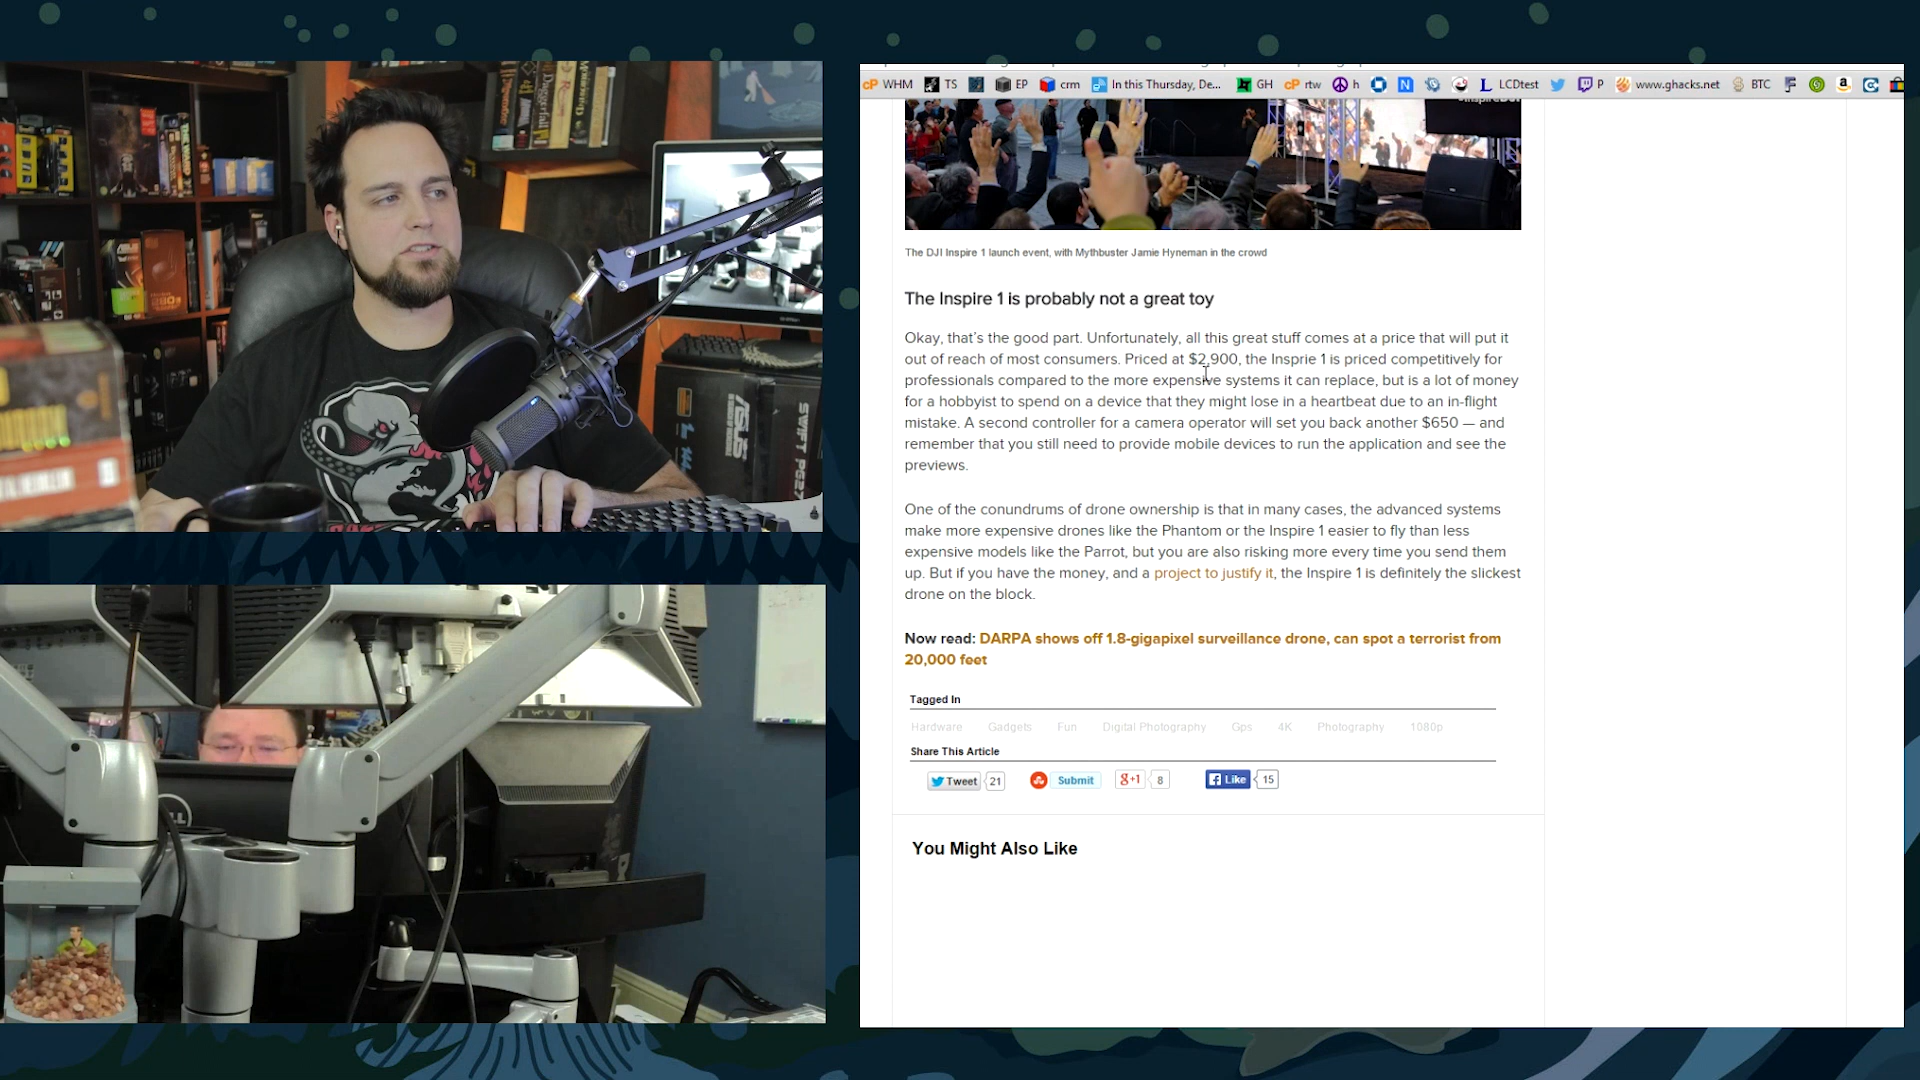 WHM TS EP crm In this Thursday, De... GH rtw h LCDtest P www.ghacks.net BTC
The DJI Inspire 1 launch event, with Mythbuster Jamie Hyneman in the crowd
The Inspire 1 is probably not a great toy
Okay, that's the good part. Unfortunately, all this great stuff comes at a price that will put it
out of reach of most consumers. Priced at $2,900, the Insprie 1 is priced competitively for
professionals compared to the more expensive systems it can replace, but is a lot of money
for a hobbyist to spend on a device that they might lose in a heartbeat due to an in-flight
mistake. A second controller for a camera operator will set you back another $650 — and
remember that you still need to provide mobile devices to run the application and see the
previews.
One of the conundrums of drone ownership is that in many cases, the advanced systems
make more expensive drones like the Phantom or the Inspire 1 easier to fly than less
expensive models like the Parrot, but you are also risking more every time you send them
up. But if you have the money, and a project to justify it, the Inspire 1 is definitely the slickest
drone on the block.
Now read: DARPA shows off 1.8-gigapixel surveillance drone, can spot a terrorist from
20,000 feet
Tagged In
Hardware Gadgets Fun Digital Photography Gps 4K Photography 1080p
Share This Article
Tweet 21 Submit g+1 8 Like 15
You Might Also Like
ASUS
SWIFT PG27
DELL